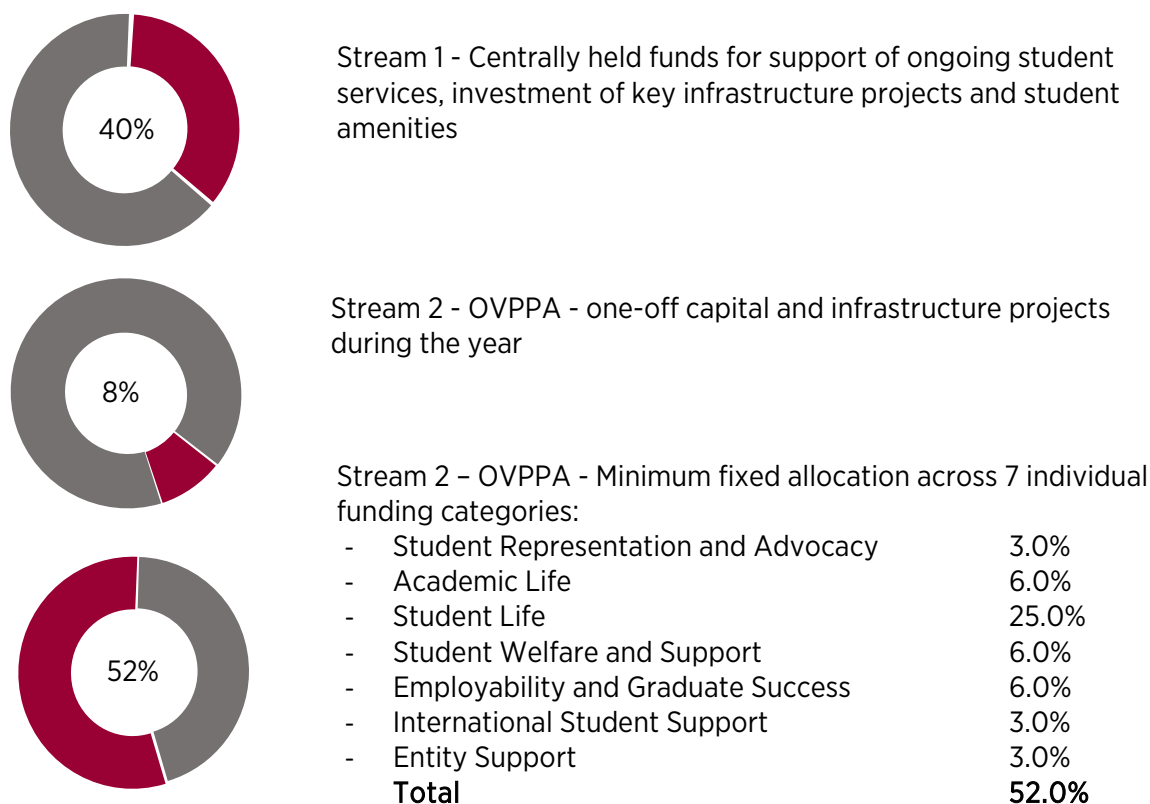 40%
Stream 1 - Centrally held funds for support of ongoing student
services, investment of key infrastructure projects and student
amenities
8%
Stream 2 - OVPPA - one-off capital and infrastructure projects
during the year
52%
Stream 2 – OVPPA - Minimum fixed allocation across 7 individual
funding categories:
- Student Representation and Advocacy 3.0%
- Academic Life 6.0%
- Student Life 25.0%
- Student Welfare and Support 6.0%
- Employability and Graduate Success 6.0%
- International Student Support 3.0%
- Entity Support 3.0%
Total 52.0%